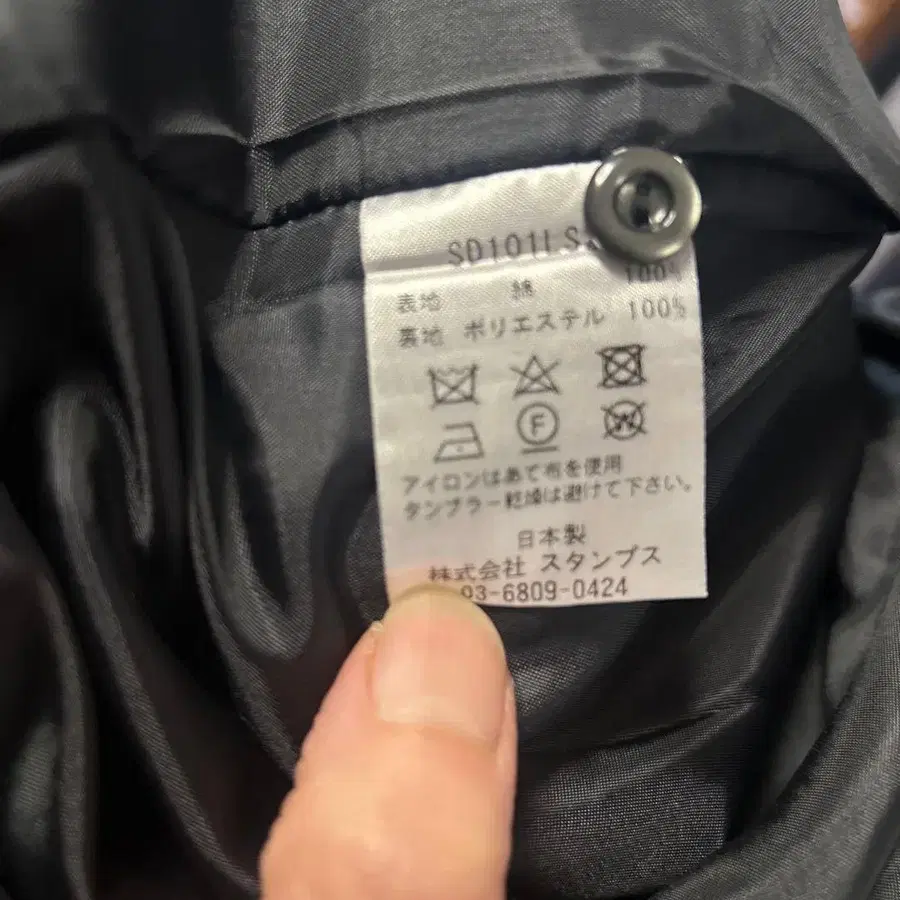 SD101LS
表地 綿 100%
裏地 ポリエステル 100%
F
W
アイロンはあて布を使用
タンブラー乾燥は避けて下さい。
日本製
株式会社 スタンプス
03-6809-0424